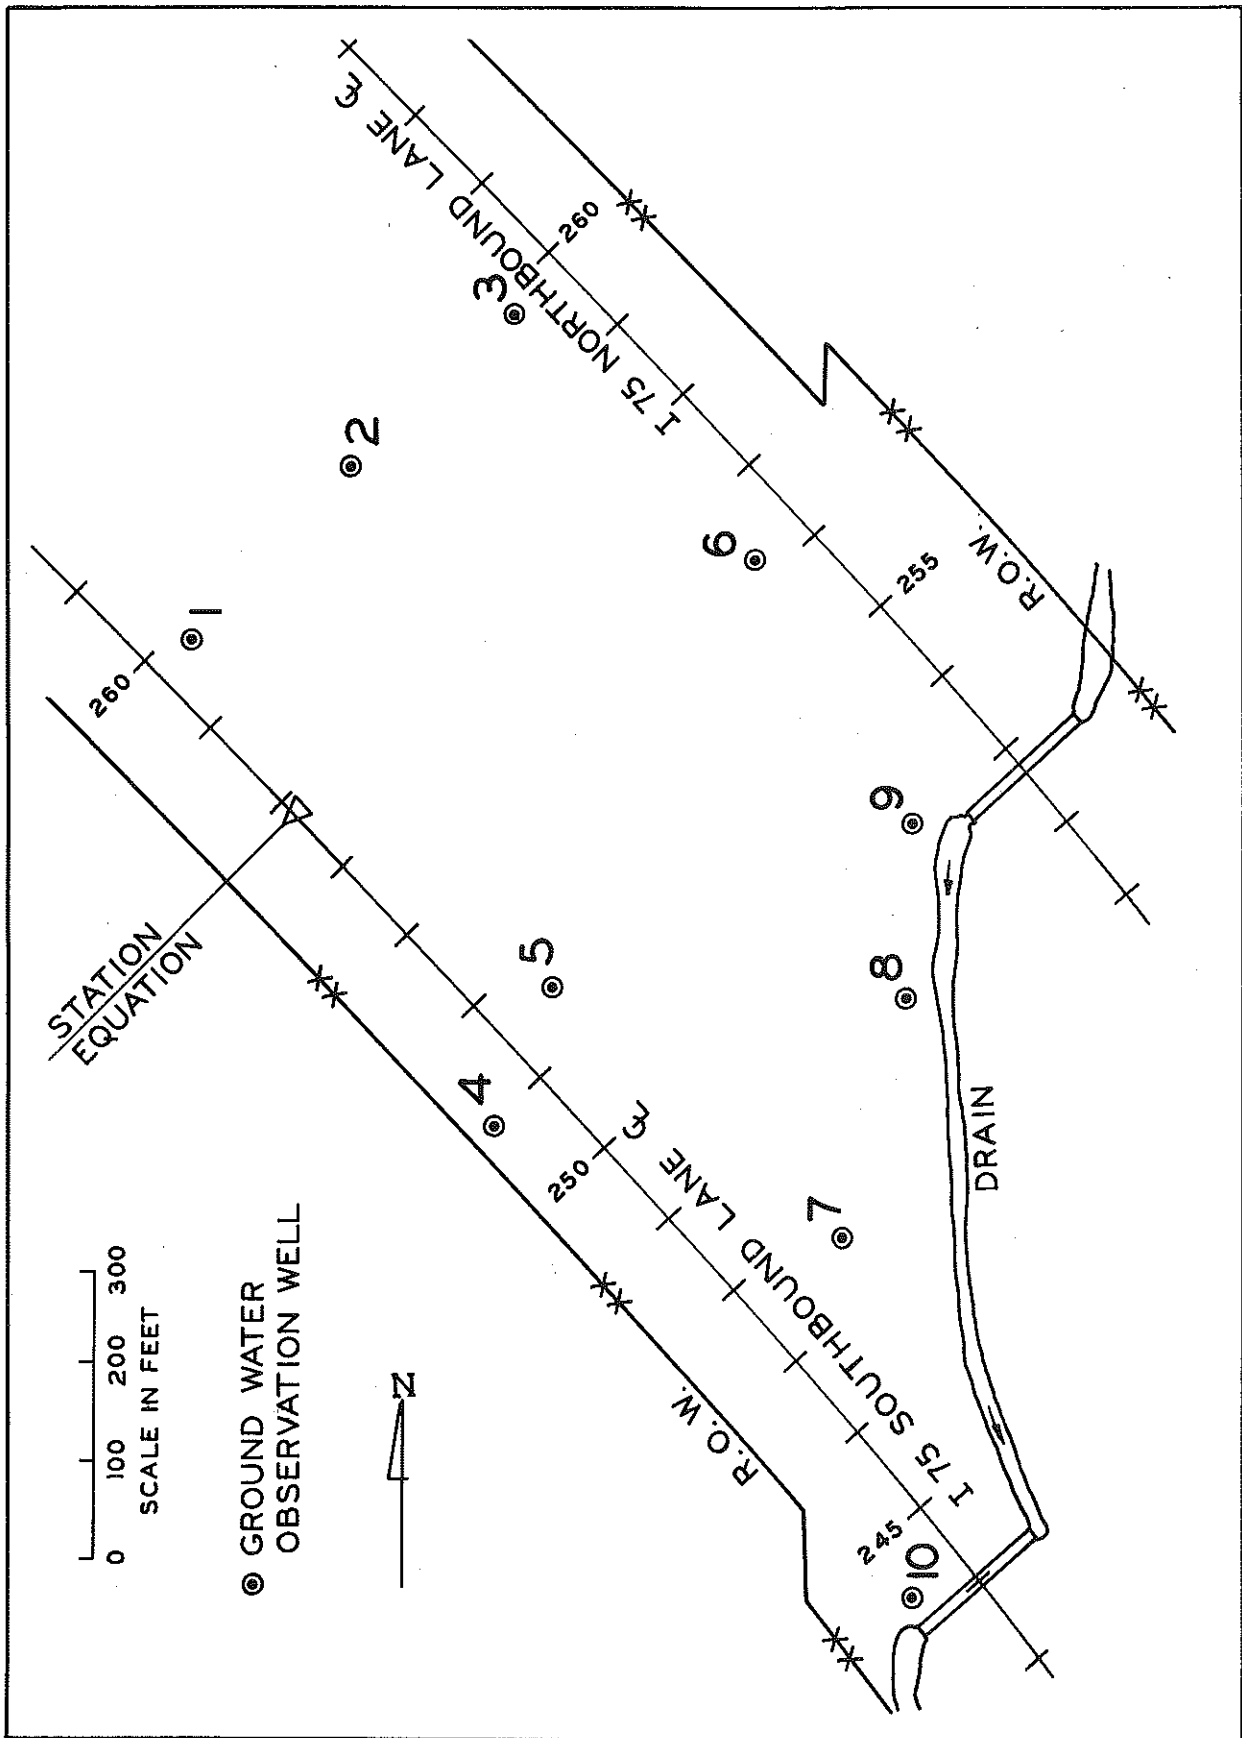 STATION
EQUATION
260
1
2
3
I 75 NORTHBOUND LANE ℄
260
4
5
6
255
R.O.W.
250
I 75 SOUTHBOUND LANE ℄
R.O.W.
7
8
9
DRAIN
245
10
0 100 200 300
SCALE IN FEET
GROUND WATER
OBSERVATION WELL
N